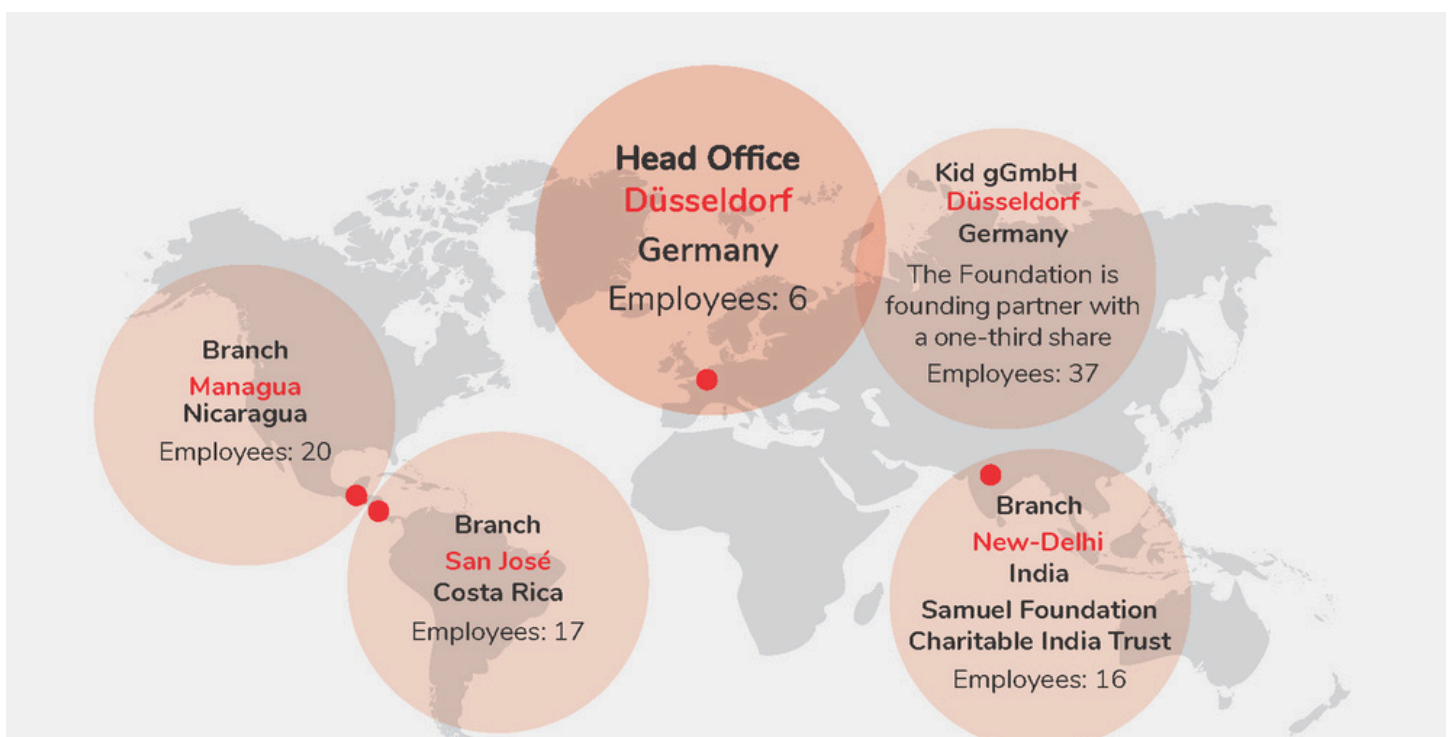 Head Office
Düsseldorf
Germany
Employees: 6
Kid gGmbH
Düsseldorf
Germany
The Foundation is
founding partner with
a one-third share
Employees: 37
Branch
Managua
Nicaragua
Employees: 20
Branch
San José
Costa Rica
Employees: 17
Branch
New-Delhi
India
Samuel Foundation
Charitable India Trust
Employees: 16